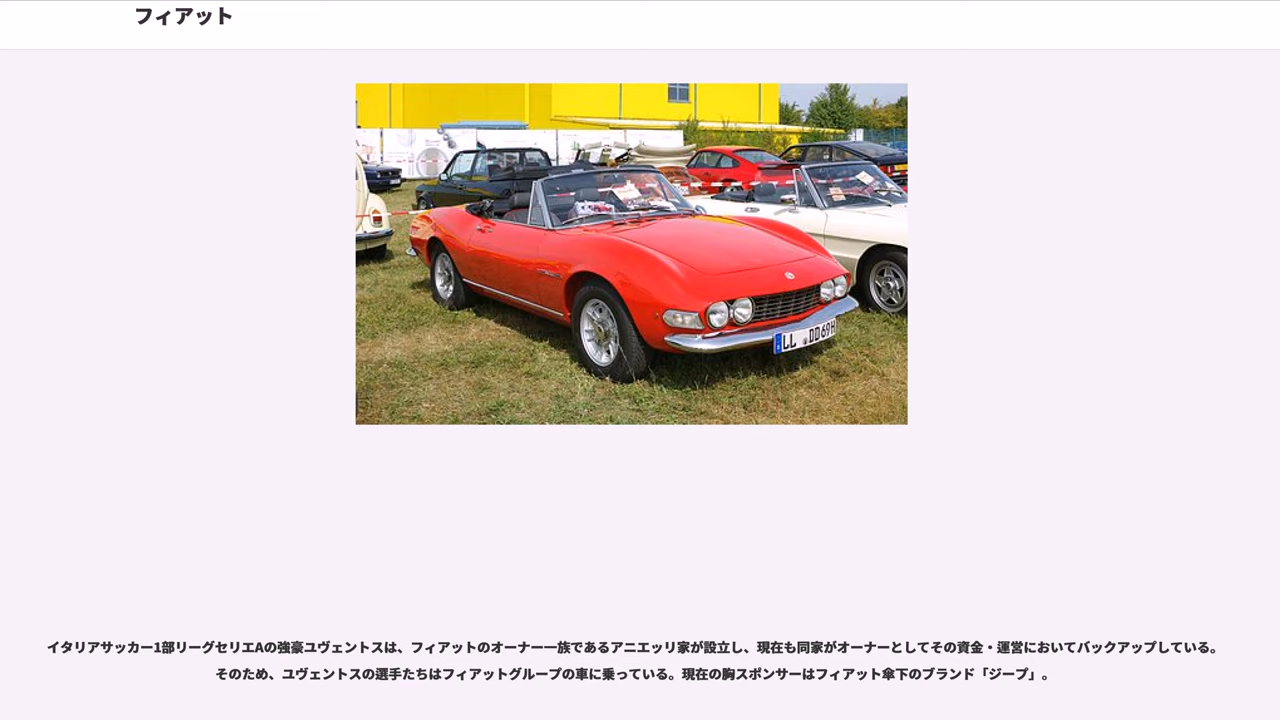 フィアット
LL DD69H
イタリアサッカー1部リーグセリエAの強豪ユヴェントスは、フィアットのオーナー一族であるアニエッリ家が設立し、現在も同家がオーナーとしてその資金・運営においてバックアップしている。
そのため、ユヴェントスの選手たちはフィアットグループの車に乗っている。現在の胸スポンサーはフィアット傘下のブランド「ジープ」。